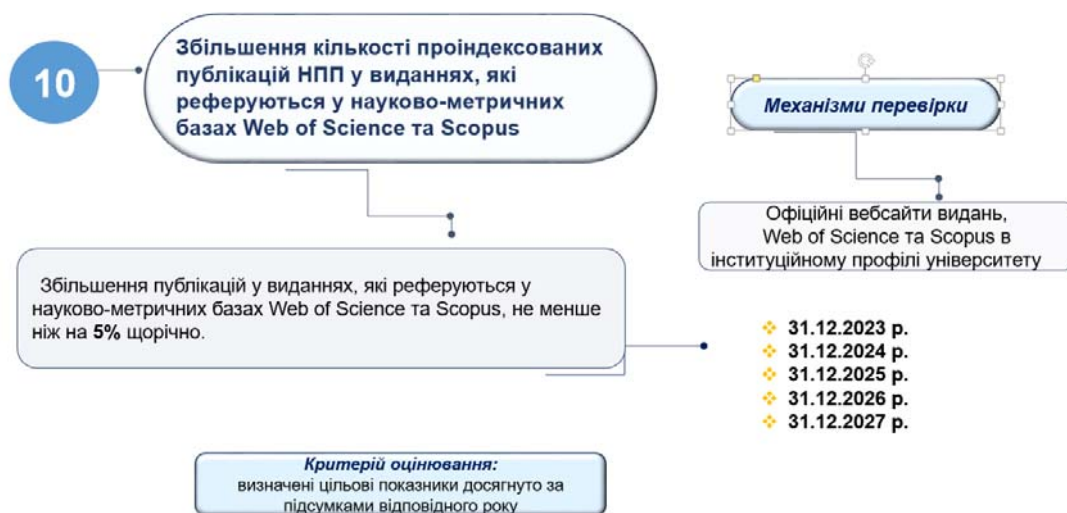 10
Збільшення кількості проіндексованих
публікацій НПП у виданнях, які
реферуються у науково-метричних
базах Web of Science та Scopus
Механізми перевірки
Офіційні вебсайти видань,
Web of Science та Scopus в
інституційному профілі університету
Збільшення публікацій у виданнях, які реферуються у
науково-метричних базах Web of Science та Scopus, не менше
ніж на 5% щорічно.
31.12.2023 р.
31.12.2024 р.
31.12.2025 р.
31.12.2026 р.
31.12.2027 р.
Критерій оцінювання:
визначені цільові показники досягнуто за
підсумками відповідного року